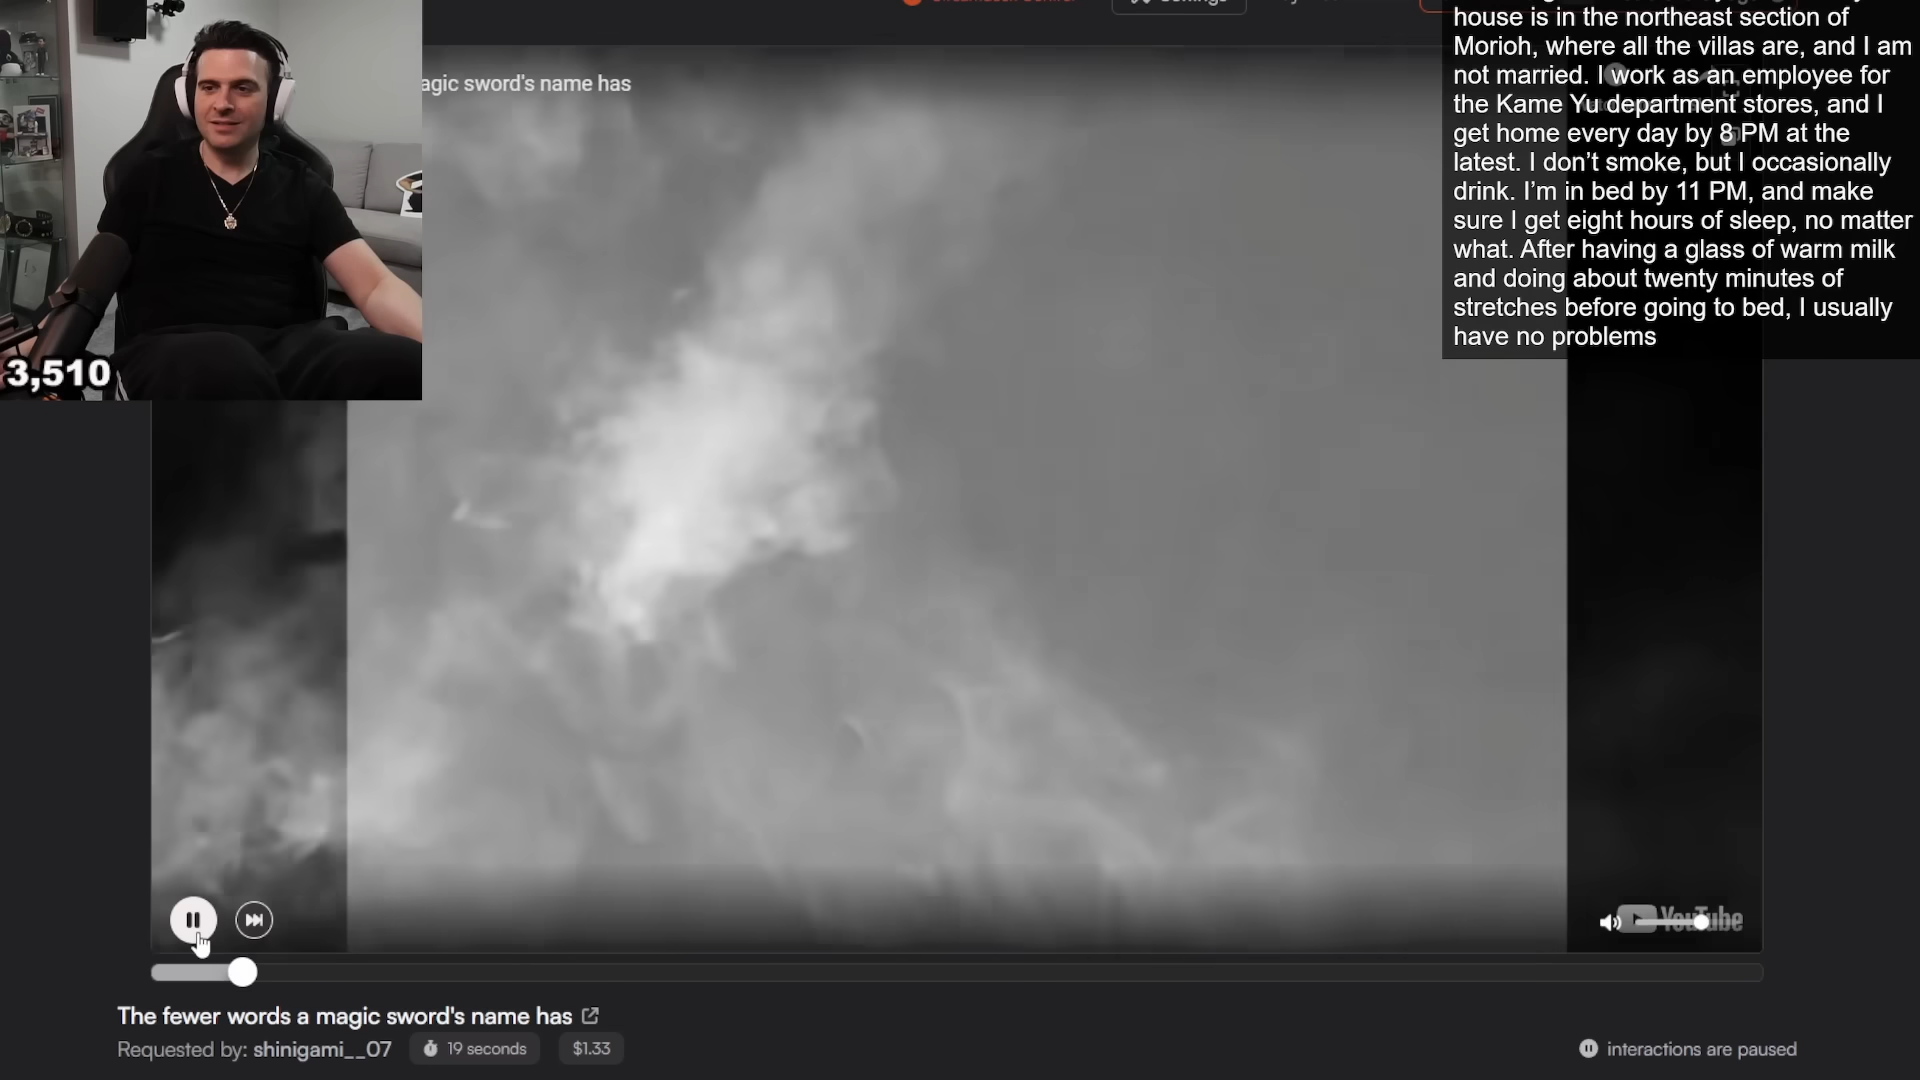 Settings
agic sword's name has
house is in the northeast section of
Morioh, where all the villas are, and I am
not married. I work as an employee for
the Kame Yu department stores, and I
get home every day by 8 PM at the
latest. I don’t smoke, but I occasionally
drink. I’m in bed by 11 PM, and make
sure I get eight hours of sleep, no matter
what. After having a glass of warm milk
and doing about twenty minutes of
stretches before going to bed, I usually
have no problems
3,510
YouTube
The fewer words a magic sword's name has
Requested by: shinigami__07
19 seconds
$1.33
interactions are paused